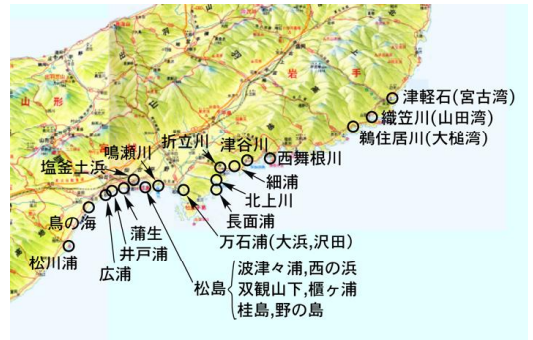 岩手
山形
津軽石(宮古湾)
織笠川(山田湾)
鵜住居川(大槌湾)
折立川
津谷川
西舞根川
鳴瀬川
塩釜土浜
細浦
北上川
長面浦
鳥の海
蒲生
万石浦(大浜,沢田)
井戸浦
松川浦
広浦
松島
波津々浦,西の浜
双観山下,櫃ヶ浦
桂島,野の島